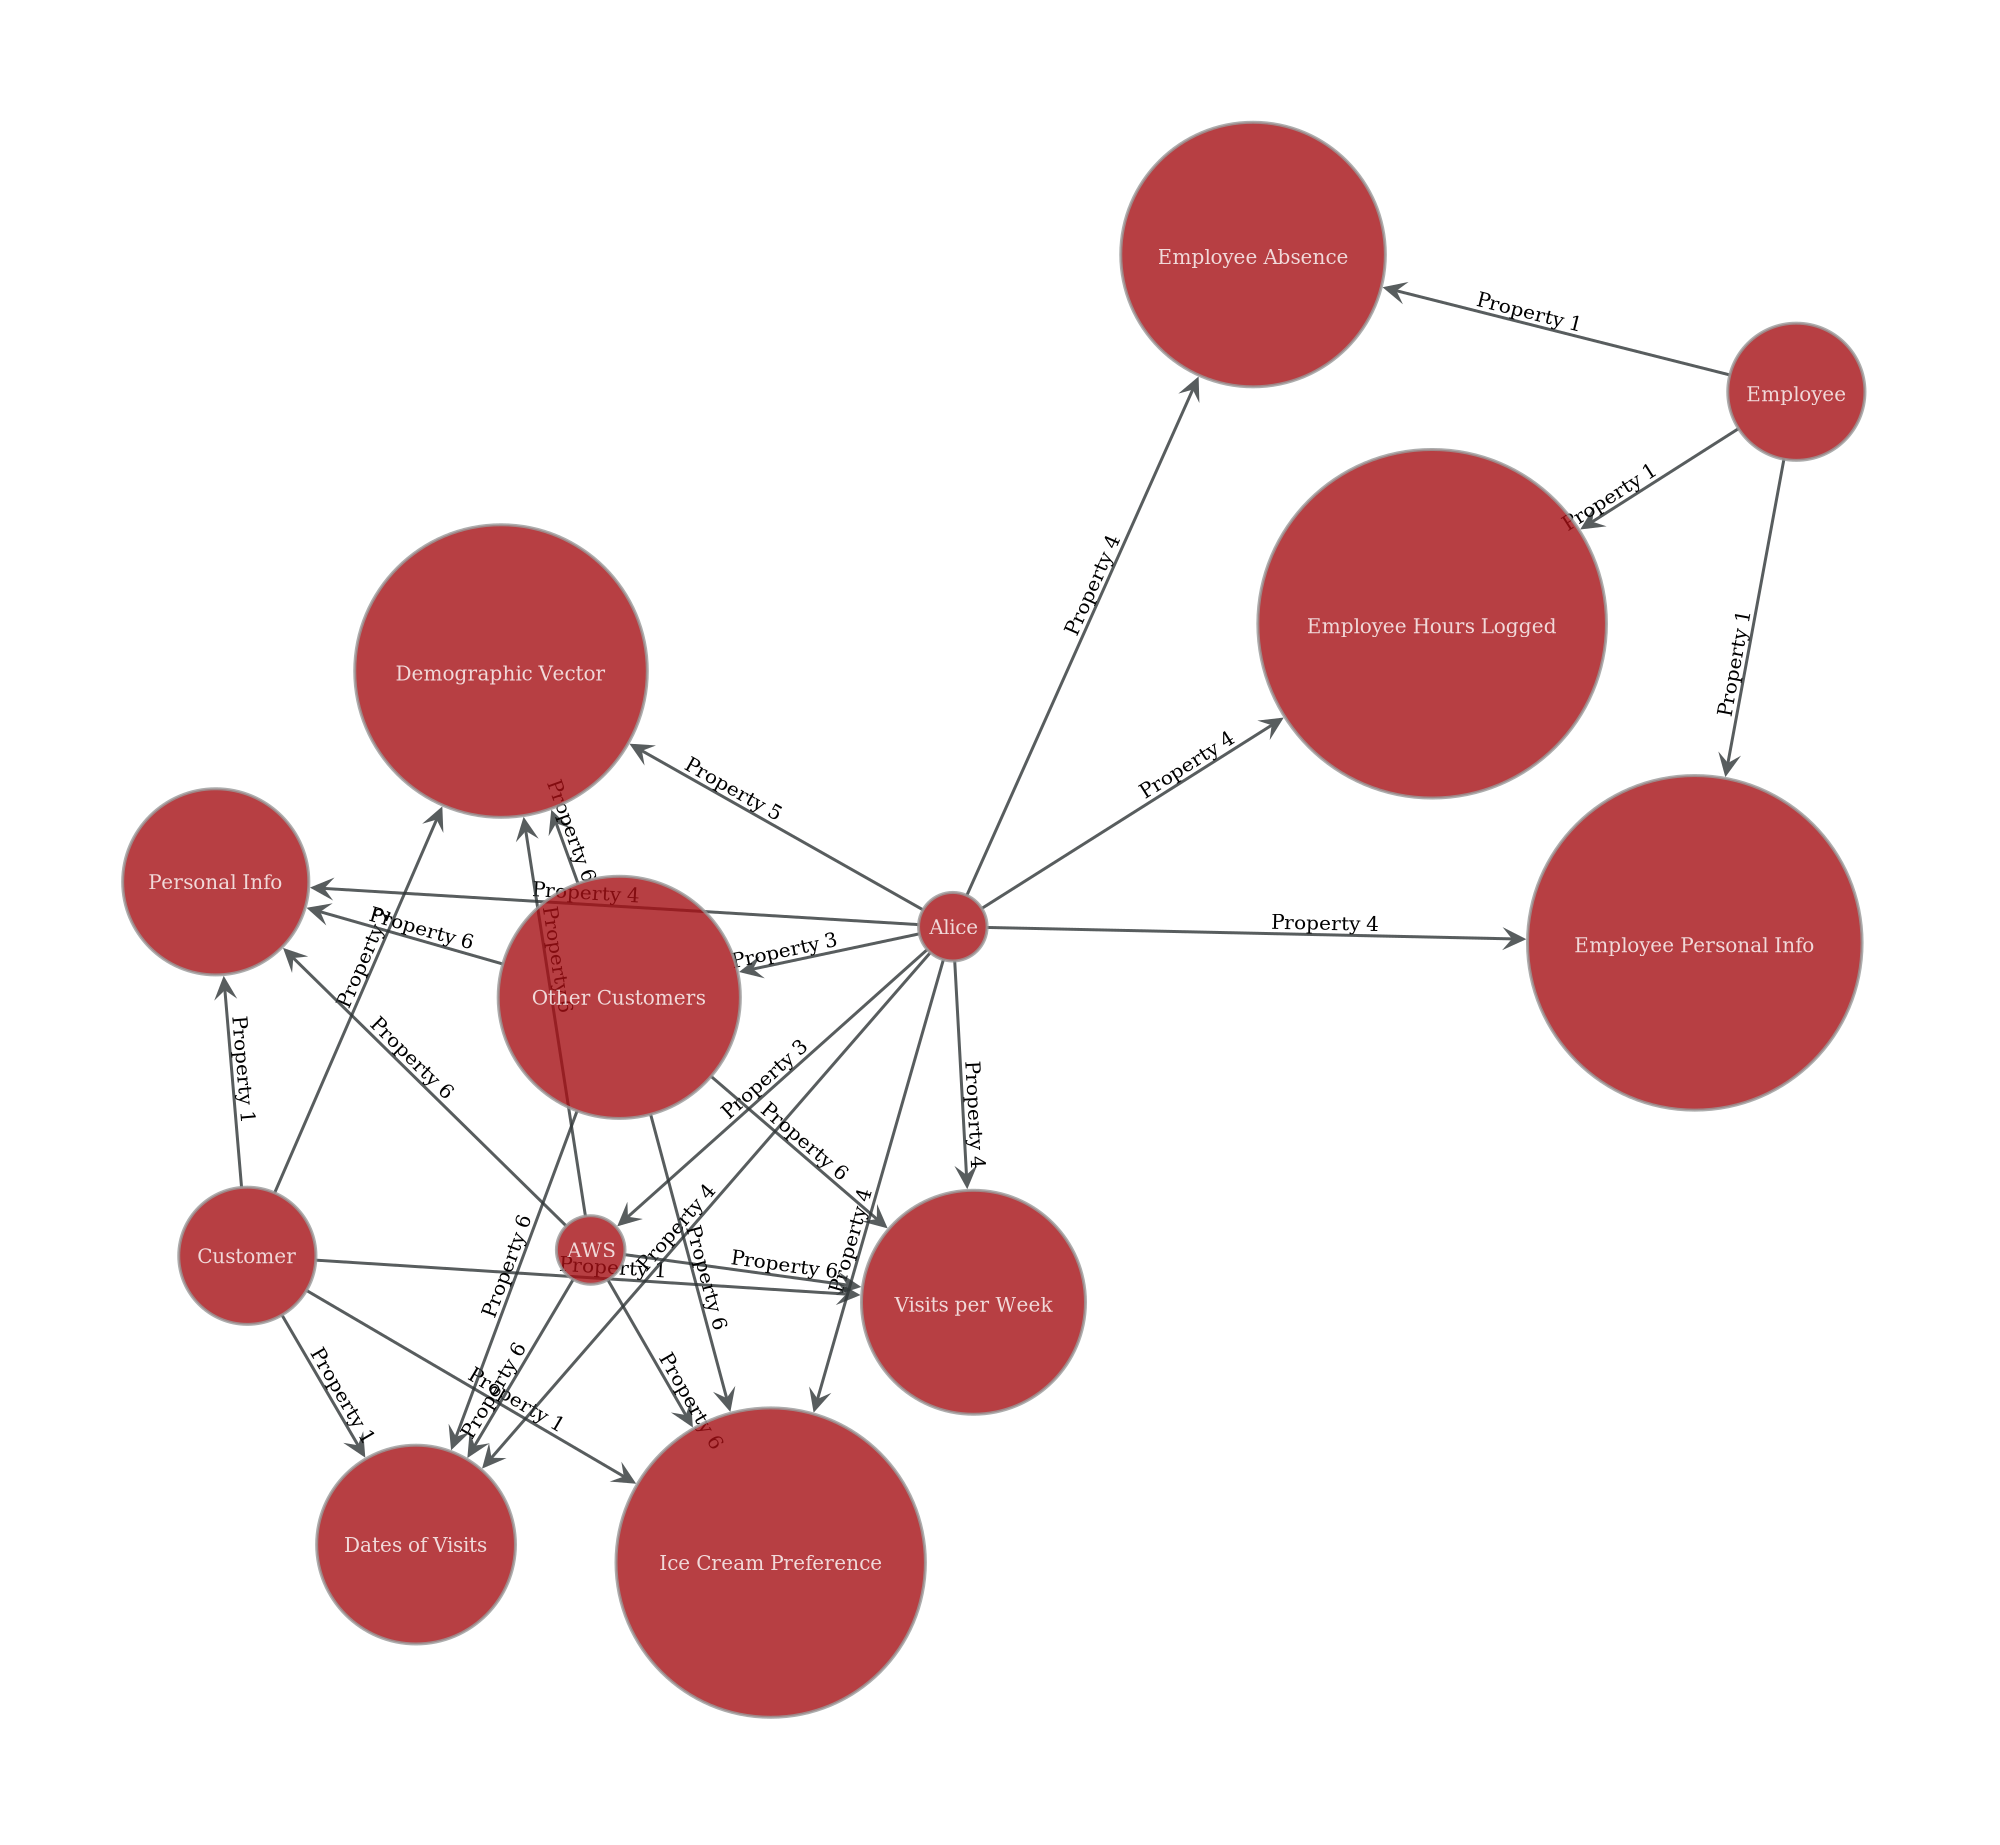 Employee Absence
Property 1
Employee
Property 1
Property 4
Employee Hours Logged
Property 1
Demographic Vector
Property 5
Property 4
Property 6
Personal Info
Property 4
Property 6
Property
Property 3
Alice
Property 4
Employee Personal Info
Property 6
Other Customers
Property 1
Property 6
Property 3
Property 6
Property 4
Customer
AWS
Property 1
Property 6
Property 4
Property 6
Property 6
Property 4
Visits per Week
Property 1
Property 1
Property 6
Property 6
Dates of Visits
Ice Cream Preference